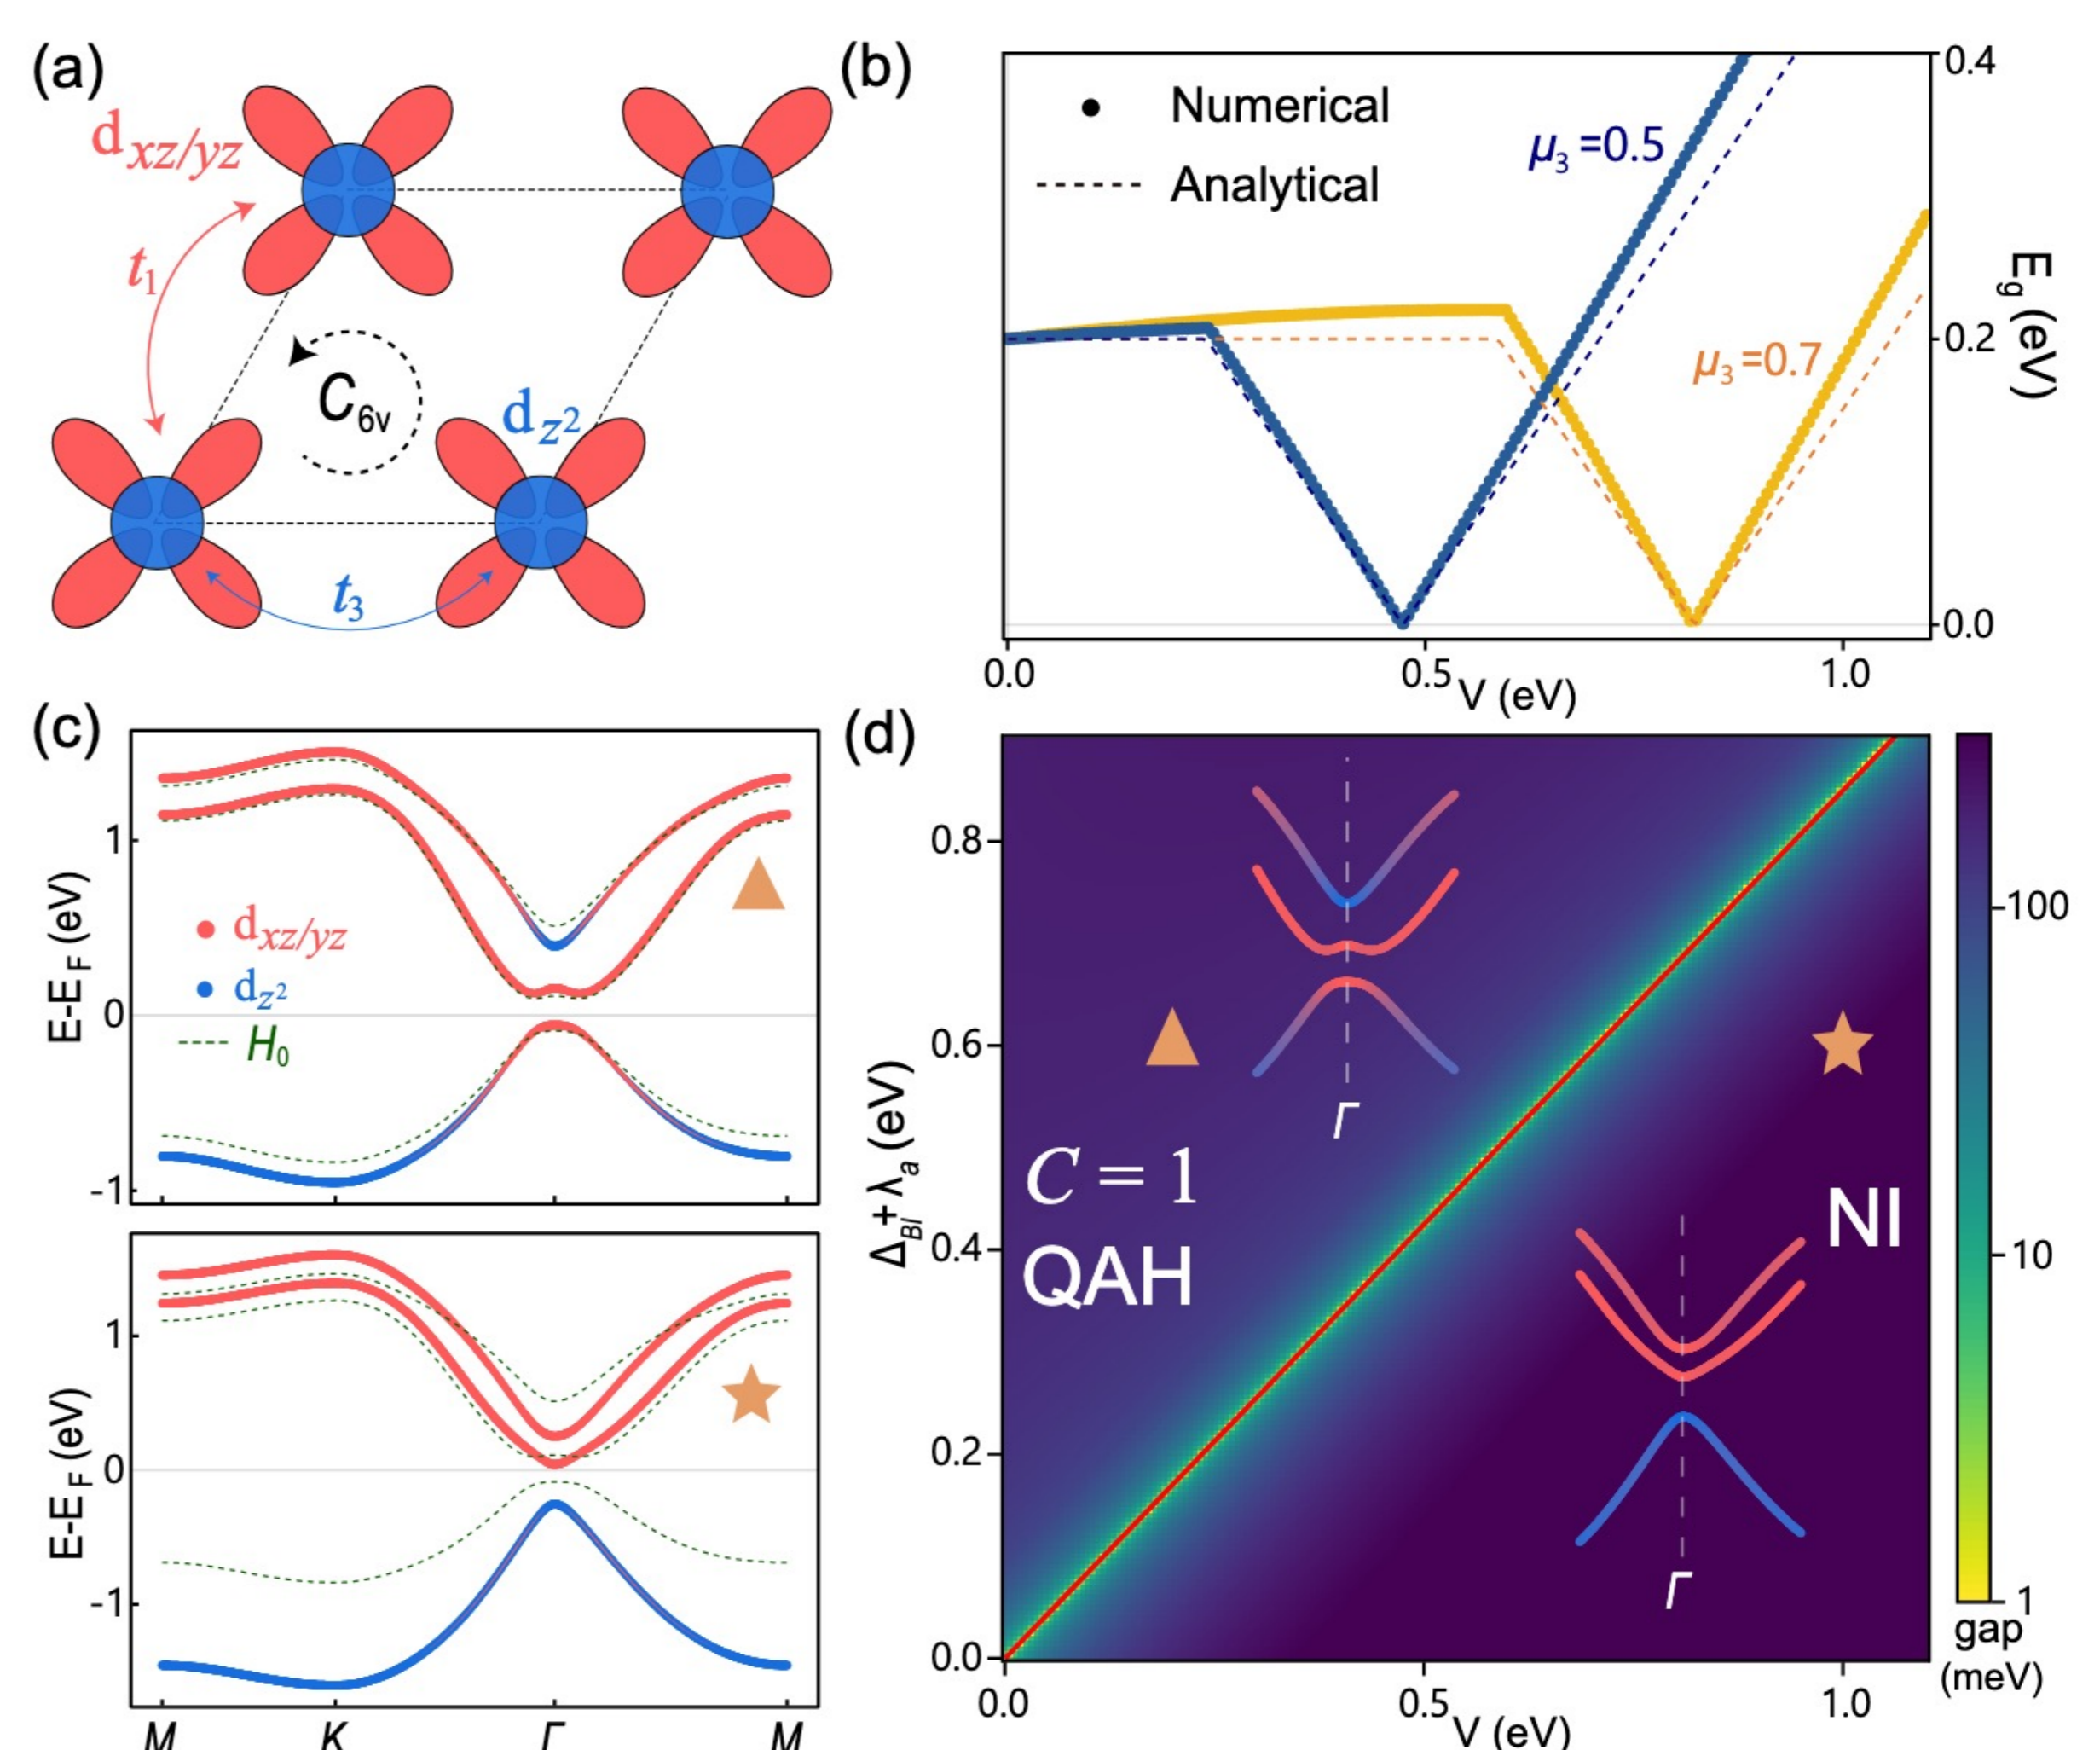 (a)
d_xz/yz
t_1
C_6v
d_z²
t_3
(b)
Numerical
Analytical
μ_3=0.5
μ_3=0.7
0.4
0.2
0.0
E_g (eV)
0.0 0.5 1.0
V (eV)
(c)
1
0
-1
E-E_F (eV)
d_xz/yz
d_z²
H_0
1
0
-1
E-E_F (eV)
M K Γ M
(d)
0.8
0.6
0.4
0.2
0.0
Δ_BI+λ_a (eV)
Γ
C = 1
QAH
NI
Γ
0.0 0.5 1.0
V (eV)
100
10
1
gap
(meV)